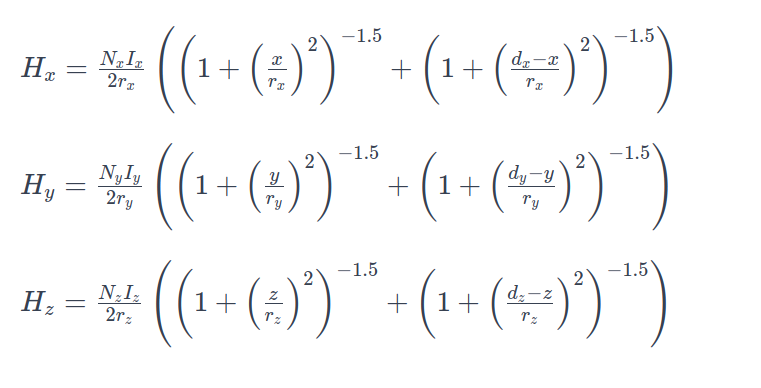 $H_x = \frac{N_x I_x}{2r_x} \left( \left( 1 + \left( \frac{x}{r_x} \right)^2 \right)^{-1.5} + \left( 1 + \left( \frac{d_x - x}{r_x} \right)^2 \right)^{-1.5} \right)$
$H_y = \frac{N_y I_y}{2r_y} \left( \left( 1 + \left( \frac{y}{r_y} \right)^2 \right)^{-1.5} + \left( 1 + \left( \frac{d_y - y}{r_y} \right)^2 \right)^{-1.5} \right)$
$H_z = \frac{N_z I_z}{2r_z} \left( \left( 1 + \left( \frac{z}{r_z} \right)^2 \right)^{-1.5} + \left( 1 + \left( \frac{d_z - z}{r_z} \right)^2 \right)^{-1.5} \right)$